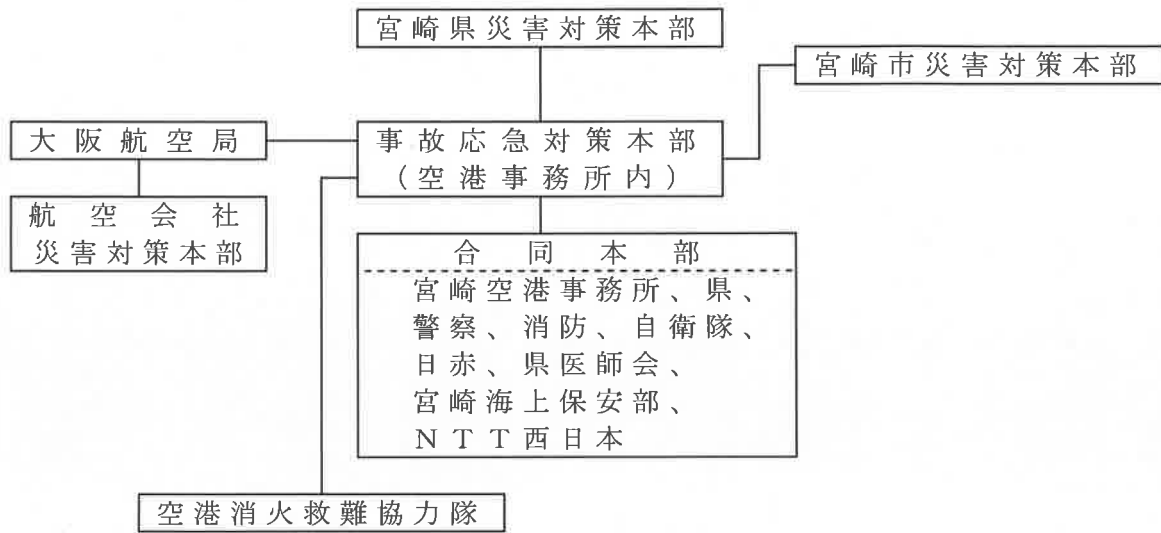 宮崎県災害対策本部
宮崎市災害対策本部
大阪航空局
事故応急対策本部
(空港事務所内)
航空会社
災害対策本部
合同本部
宮崎空港事務所、県、
警察、消防、自衛隊、
日赤、県医師会、
宮崎海上保安部、
NTT西日本
空港消火救難協力隊